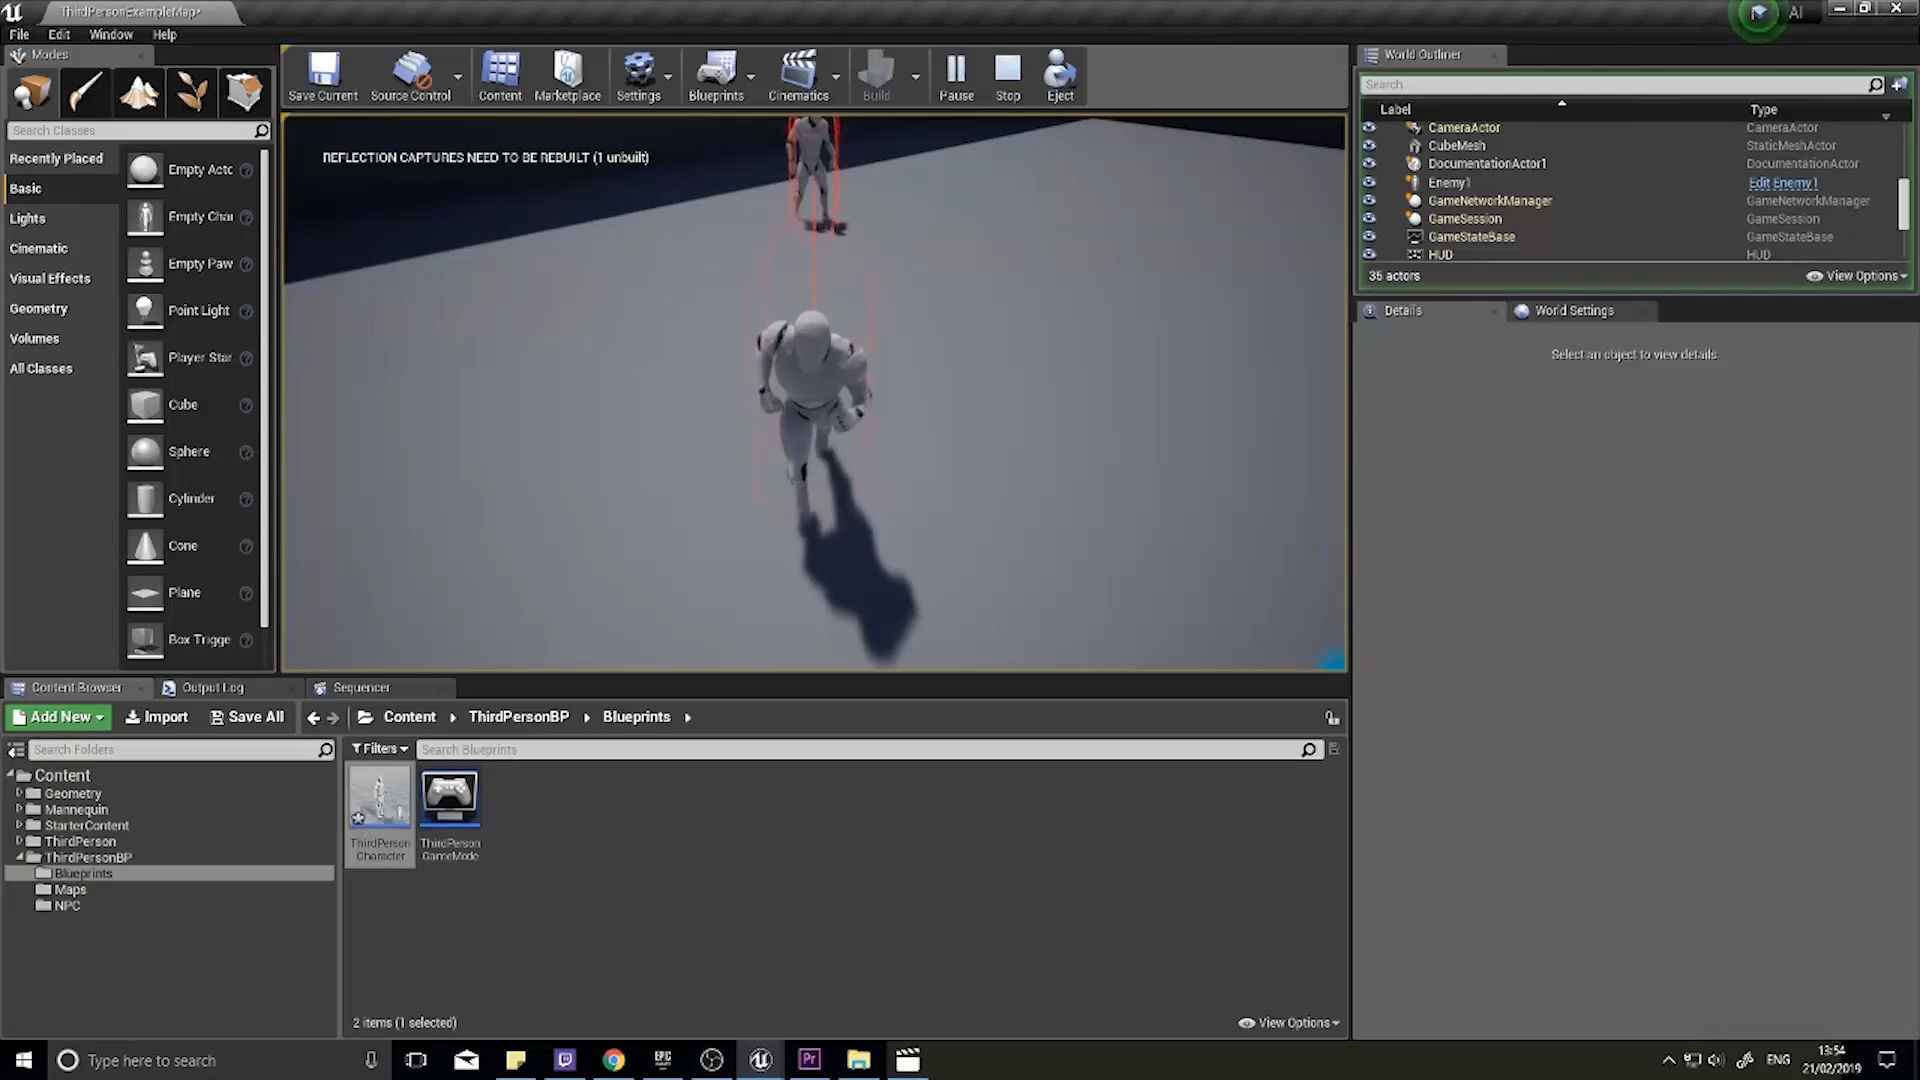 ThirdPersonExampleMap*
AI
File Edit Window Help
Modes
Save Current
Source Control
Content
Marketplace
Settings
Blueprints
Cinematics
Build
Pause
Stop
Eject
Search Classes
Recently Placed
Basic
Lights
Cinematic
Visual Effects
Geometry
Volumes
All Classes
Empty Acto
Empty Char
Empty Paw
Point Light
Player Star
Cube
Sphere
Cylinder
Cone
Plane
Box Trigge
REFLECTION CAPTURES NEED TO BE REBUILT (1 unbuilt)
World Outliner
Search...
Label Type
CameraActor CameraActor
CubeMesh StaticMeshActor
DocumentationActor1 DocumentationActor
Enemy1 Edit Enemy1
GameNetworkManager GameNetworkManager
GameSession GameSession
GameStateBase GameStateBase
HUD HUD
35 actors View Options
Details World Settings
Select an object to view details.
Content Browser Output Log Sequencer
Add New Import Save All Content ThirdPersonBP Blueprints
Search Folders
Filters Search Blueprints
Content
Geometry
Mannequin
StarterContent
ThirdPerson
ThirdPersonBP
Blueprints
Maps
NPC
ThirdPerson
Character
ThirdPerson
GameMode
2 items (1 selected) View Options
Type here to search
EPIC
GAMES
Pr
ENG
13:54
21/02/2019